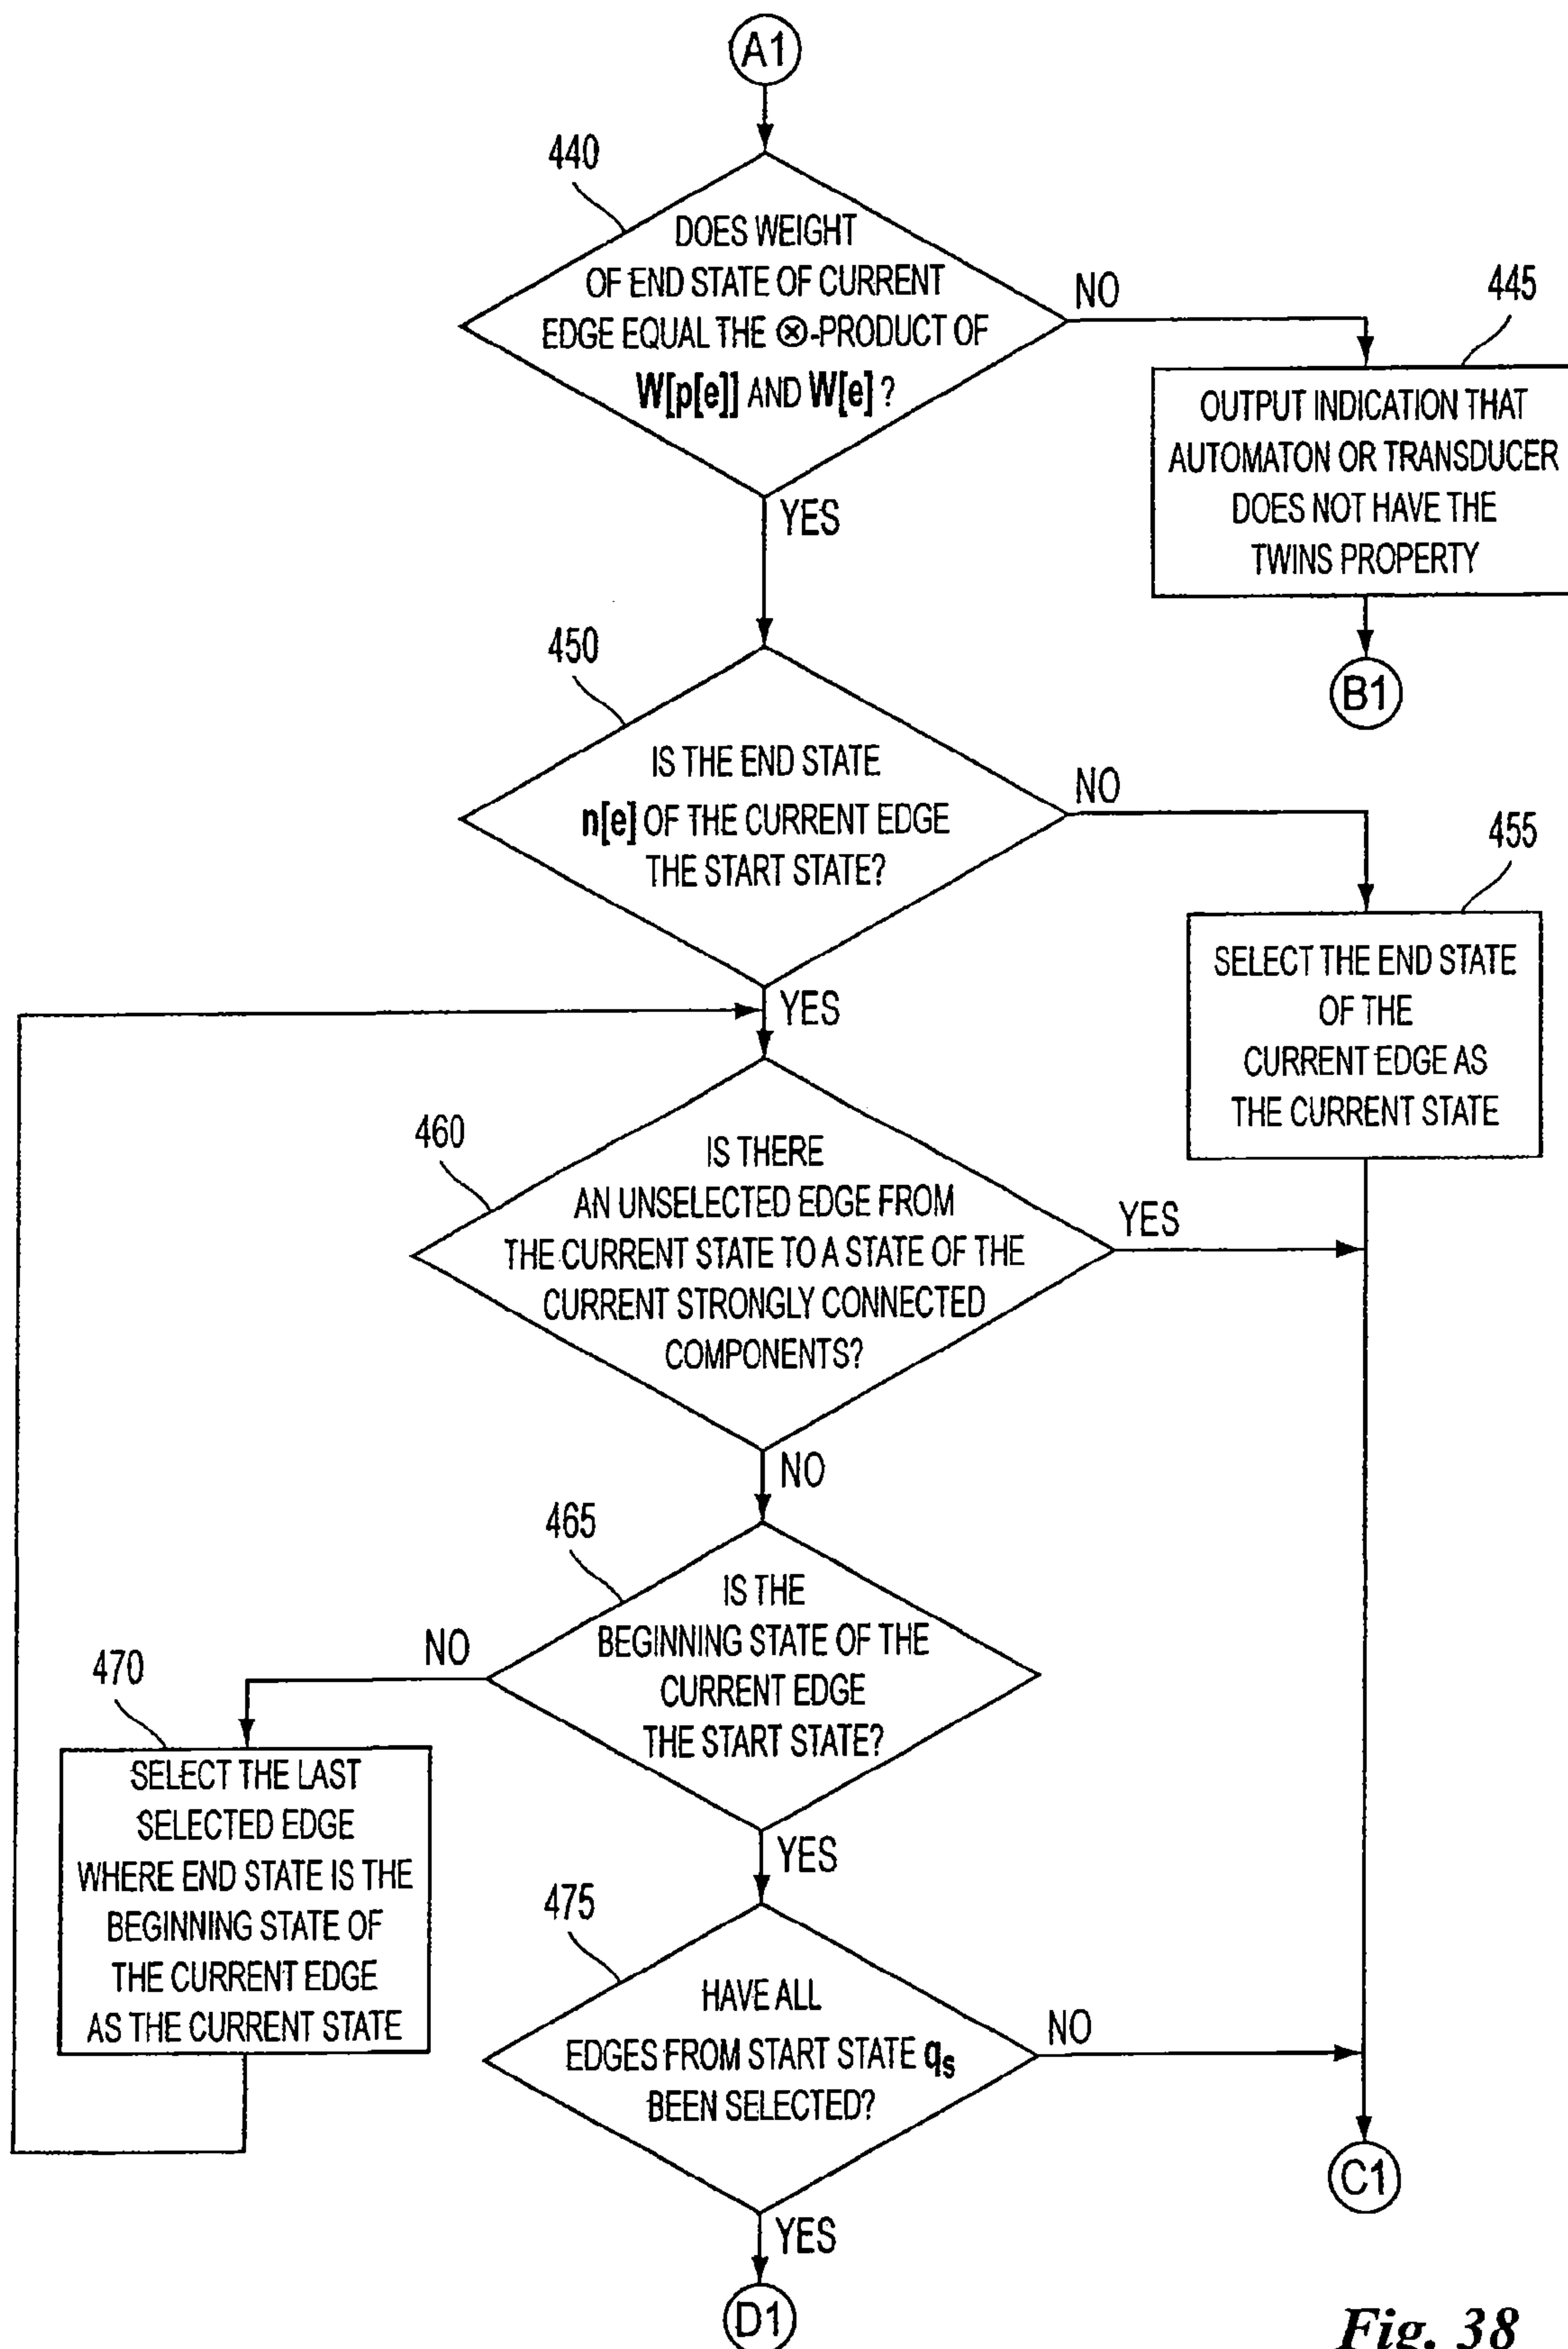 A1
440
DOES WEIGHT
OF END STATE OF CURRENT
EDGE EQUAL THE ⊗-PRODUCT OF
W[p[e]] AND W[e] ?
NO
445
OUTPUT INDICATION THAT
AUTOMATON OR TRANSDUCER
DOES NOT HAVE THE
TWINS PROPERTY
YES
B1
450
IS THE END STATE
n[e] OF THE CURRENT EDGE
THE START STATE?
NO
455
SELECT THE END STATE
OF THE
CURRENT EDGE AS
THE CURRENT STATE
YES
460
IS THERE
AN UNSELECTED EDGE FROM
THE CURRENT STATE TO A STATE OF THE
CURRENT STRONGLY CONNECTED
COMPONENTS?
YES
NO
465
IS THE
BEGINNING STATE OF THE
CURRENT EDGE
THE START STATE?
NO
470
SELECT THE LAST
SELECTED EDGE
WHERE END STATE IS THE
BEGINNING STATE OF
THE CURRENT EDGE
AS THE CURRENT STATE
YES
475
HAVE ALL
EDGES FROM START STATE qs
BEEN SELECTED?
NO
C1
YES
D1
Fig. 38